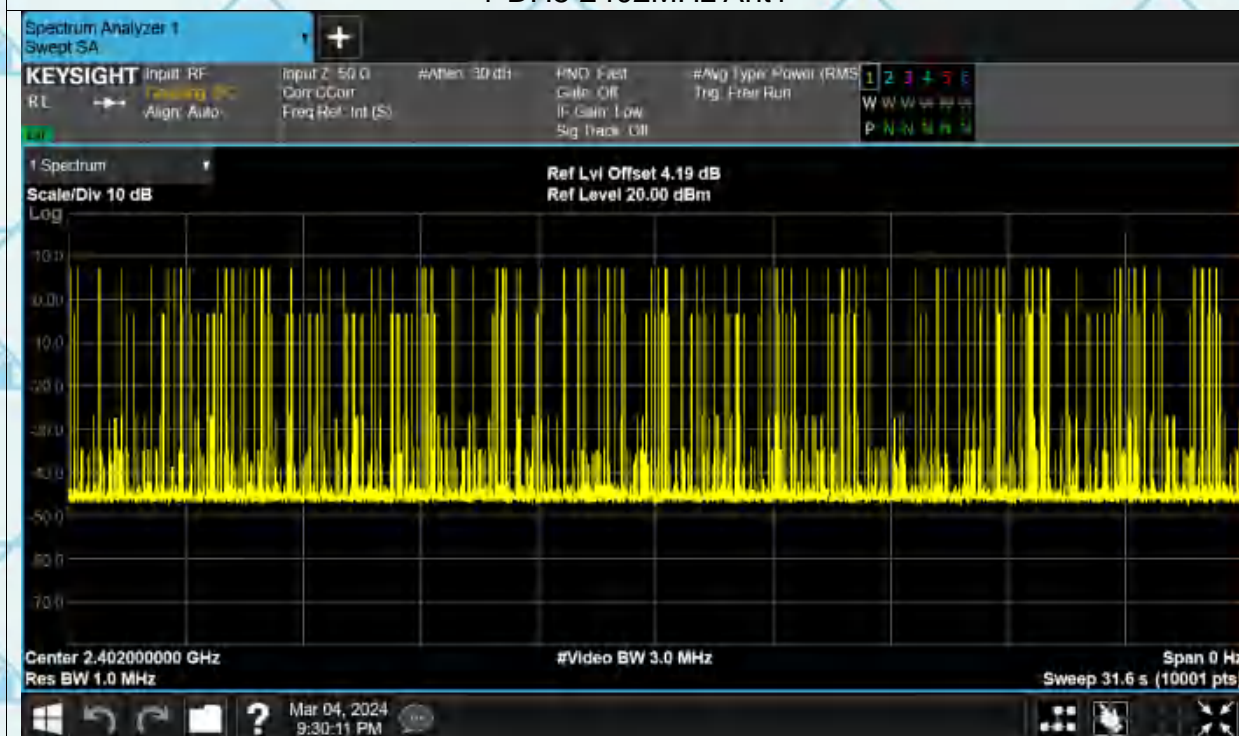 Spectrum Analyzer 1
Swept SA
KEYSIGHT
RL
Input: RF
Coupling: DC
Align: Auto
Input Z: 50 Ω
Corr CCorr
Freq Ref: Int (S)
#Atten: 30 dB
PNO: Fast
Gate: Off
IF Gain: Low
Sig Track: Off
#Avg Type: Power (RMS
Trig: Free Run
1 2 3 4 5 6
W W W W W W
P N N N N N
1 Spectrum
Scale/Div 10 dB
Ref Lvl Offset 4.19 dB
Ref Level 20.00 dBm
Log
10.0
0.00
-10.0
-20.0
-30.0
-40.0
-50.0
-60.0
-70.0
Center 2.402000000 GHz
Res BW 1.0 MHz
#Video BW 3.0 MHz
Span 0 Hz
Sweep 31.6 s (10001 pts
?
Mar 04, 2024
9:30:11 PM